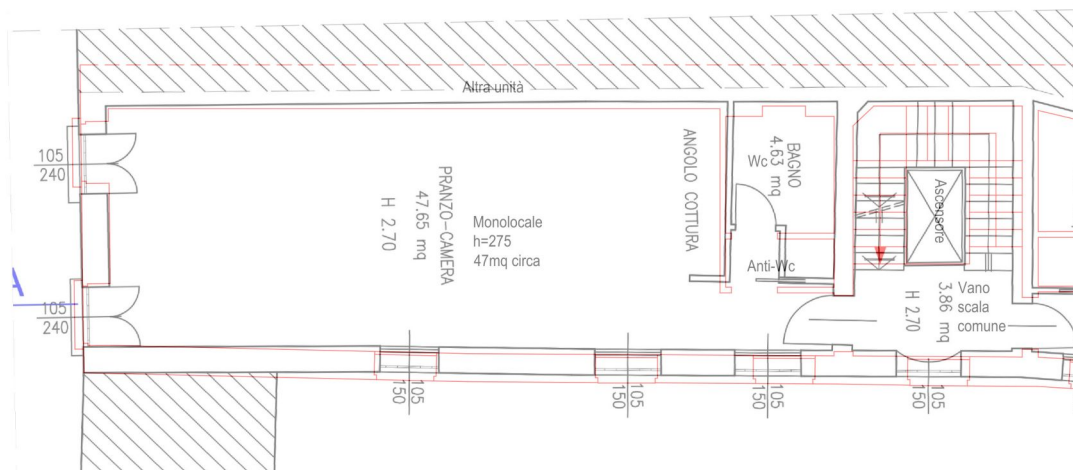 Altra unità
105
240
PRANZO-CAMERA
47.65 mq
H 2.70
Monolocale
h=275
47mq circa
ANGOLO COTTURA
BAGNO
4.63 mq
Wc
Anti-Wc
Ascensore
3.86 mq
H 2.70
Vano
scala
comune
A
105
240
105
150
105
150
105
150
105
150